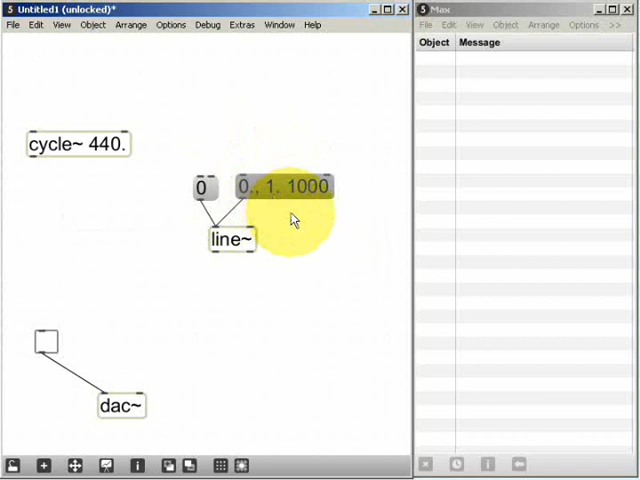 Untitled1 (unlocked)*
File Edit View Object Arrange Options Debug Extras Window Help
cycle~ 440.
0
0., 1. 1000
line~
dac~
Max
File Edit View Object Arrange Options >>
Object Message